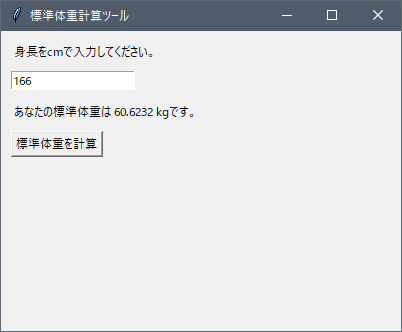 標準体重計算ツール
身長をcmで入力してください。
166
あなたの標準体重は 60.6232 kgです。
標準体重を計算